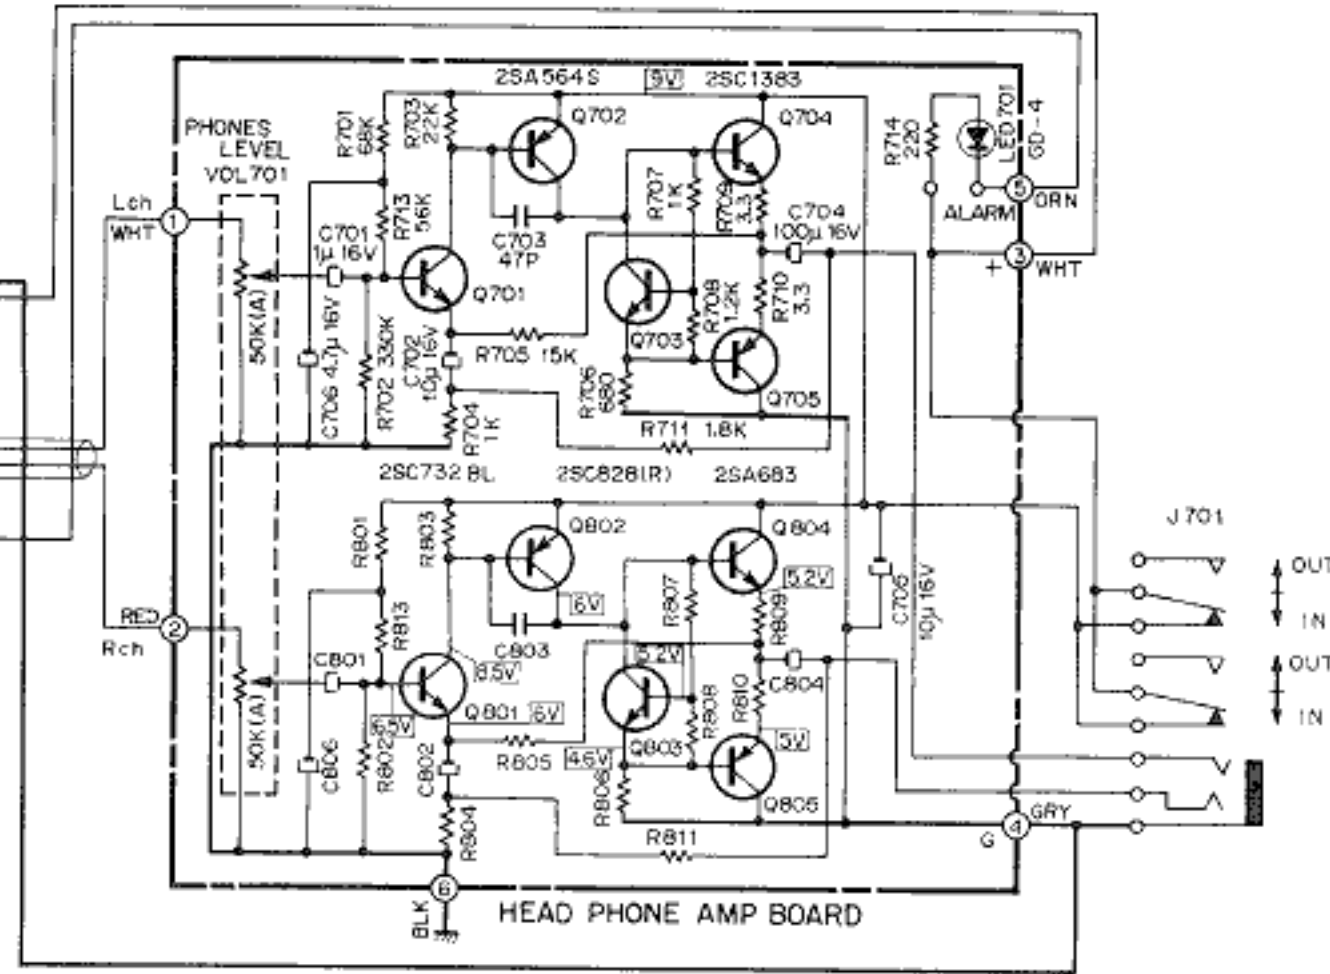 2SA564S
9V
2SC1383
PHONES
LEVEL
VOL701
R701
68K
R703
22K
Q702
Q704
R714
220
LED701
GD-4
5
ORN
ALARM
Lch
WHT
1
R713
56K
C701
1μ 16V
C703
47P
R707
1K
R709
3.3
C704
100μ 16V
3
+
WHT
50K(A)
C706 4.7μ 16V
R702 330K
Q701
C702
10μ 16V
R705 15K
Q703
R708
1.2K
R710
3.3
R706
680
Q705
R704
1K
R711 1.8K
2SC732 BL
2SC828(R)
2SA683
R801
R803
Q802
Q804
J701
5.2V
6V
R807
R809
C705
10μ 16V
OUT
IN
RED
2
Rch
R813
C801
C803
8.5V
5.2V
C804
OUT
IN
6.5V
Q801
6V
R808
R810
50K(A)
C806
R802
C802
R805
4.6V
Q803
5V
R806
Q805
R804
R811
G
4
GRY
6
BLK
HEAD PHONE AMP BOARD